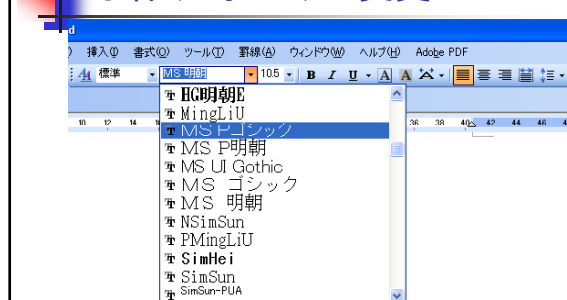 d
挿入(I) 書式(O) ツール(T) 罫線(A) ウィンドウ(W) ヘルプ(H) Adobe PDF
標準 MS 明朝 10.5 B I U A A A
HG明朝E
MingLiU
10 12 14 36 38 40 42 44 46 4
MS Pゴシック
MS P明朝
MS UI Gothic
MS ゴシック
MS 明朝
NSimSun
PMingLiU
SimHei
SimSun
SimSun-PUA